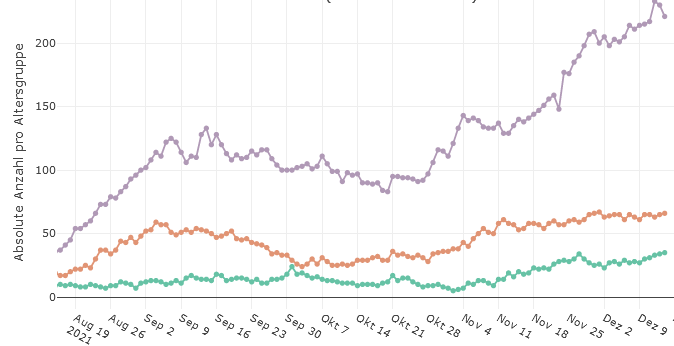 200
150
100
50
0
Absolute Anzahl pro Altersgruppe
Aug 19
2021
Aug 26
Sep 2
Sep 9
Sep 16
Sep 23
Sep 30
Okt 7
Okt 14
Okt 21
Okt 28
Nov 4
Nov 11
Nov 18
Nov 25
Dez 2
Dez 9